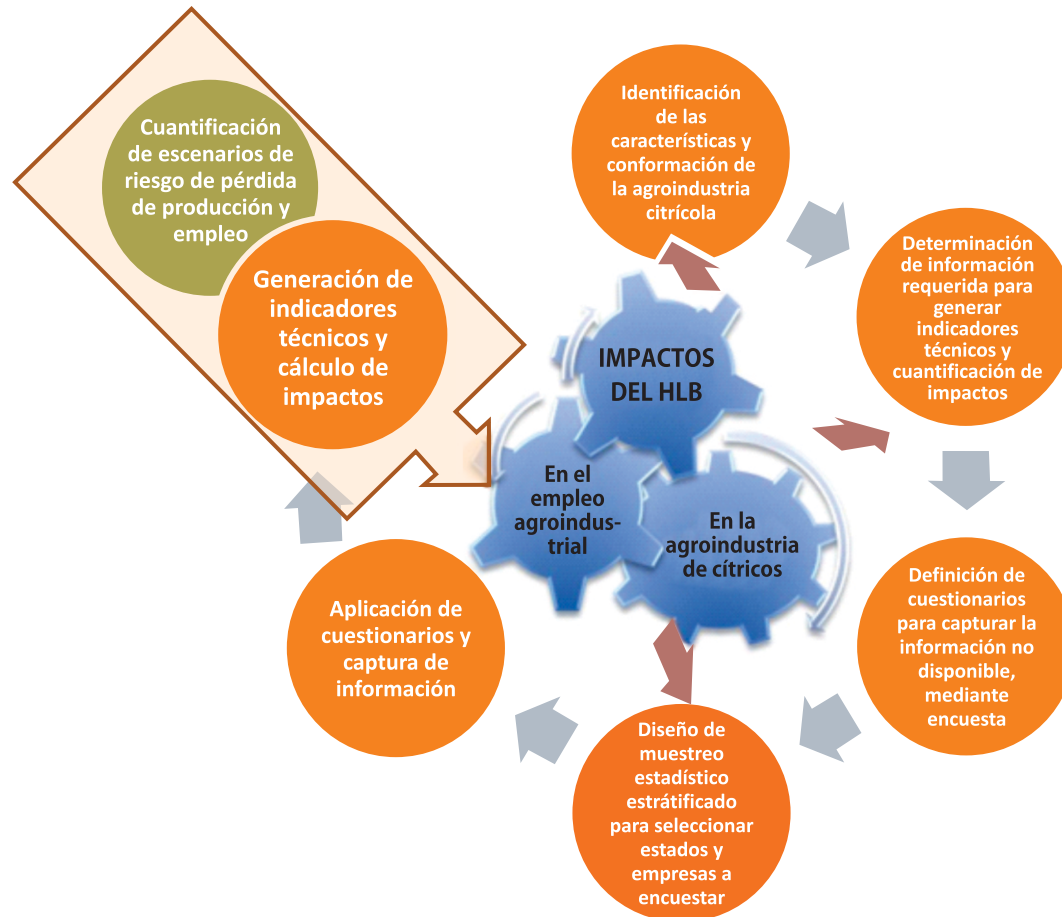 Cuantificación
de escenarios de
riesgo de pérdida
de producción y
empleo
Generación de
indicadores
técnicos y
cálculo de
impactos
Identificación
de las
características y
conformación de
la agroindustria
citrícola
Determinación
de información
requerida para
generar
indicadores
técnicos y
cuantificación de
impactos
IMPACTOS
DEL HLB
En el
empleo
agroindus-
trial
En la
agroindustria
de cítricos
Definición de
cuestionarios
para capturar la
información no
disponible,
mediante
encuesta
Diseño de
muestreo
estadístico
estrátificado
para seleccionar
estados y
empresas a
encuestar
Aplicación de
cuestionarios y
captura de
información